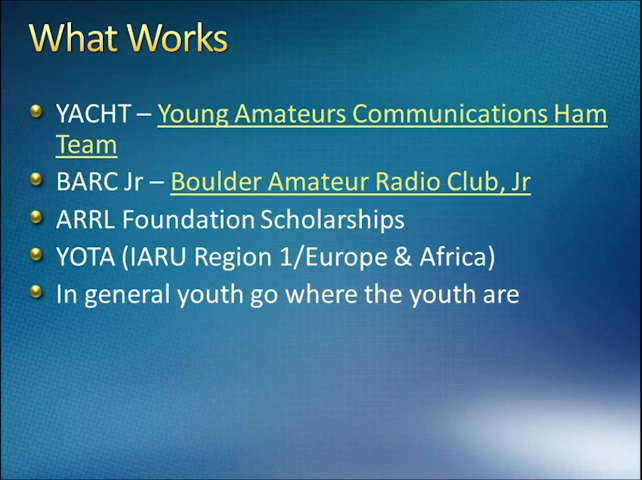 What Works
YACHT – Young Amateurs Communications Ham
Team
BARC Jr – Boulder Amateur Radio Club, Jr
ARRL Foundation Scholarships
YOTA (IARU Region 1/Europe & Africa)
In general youth go where the youth are